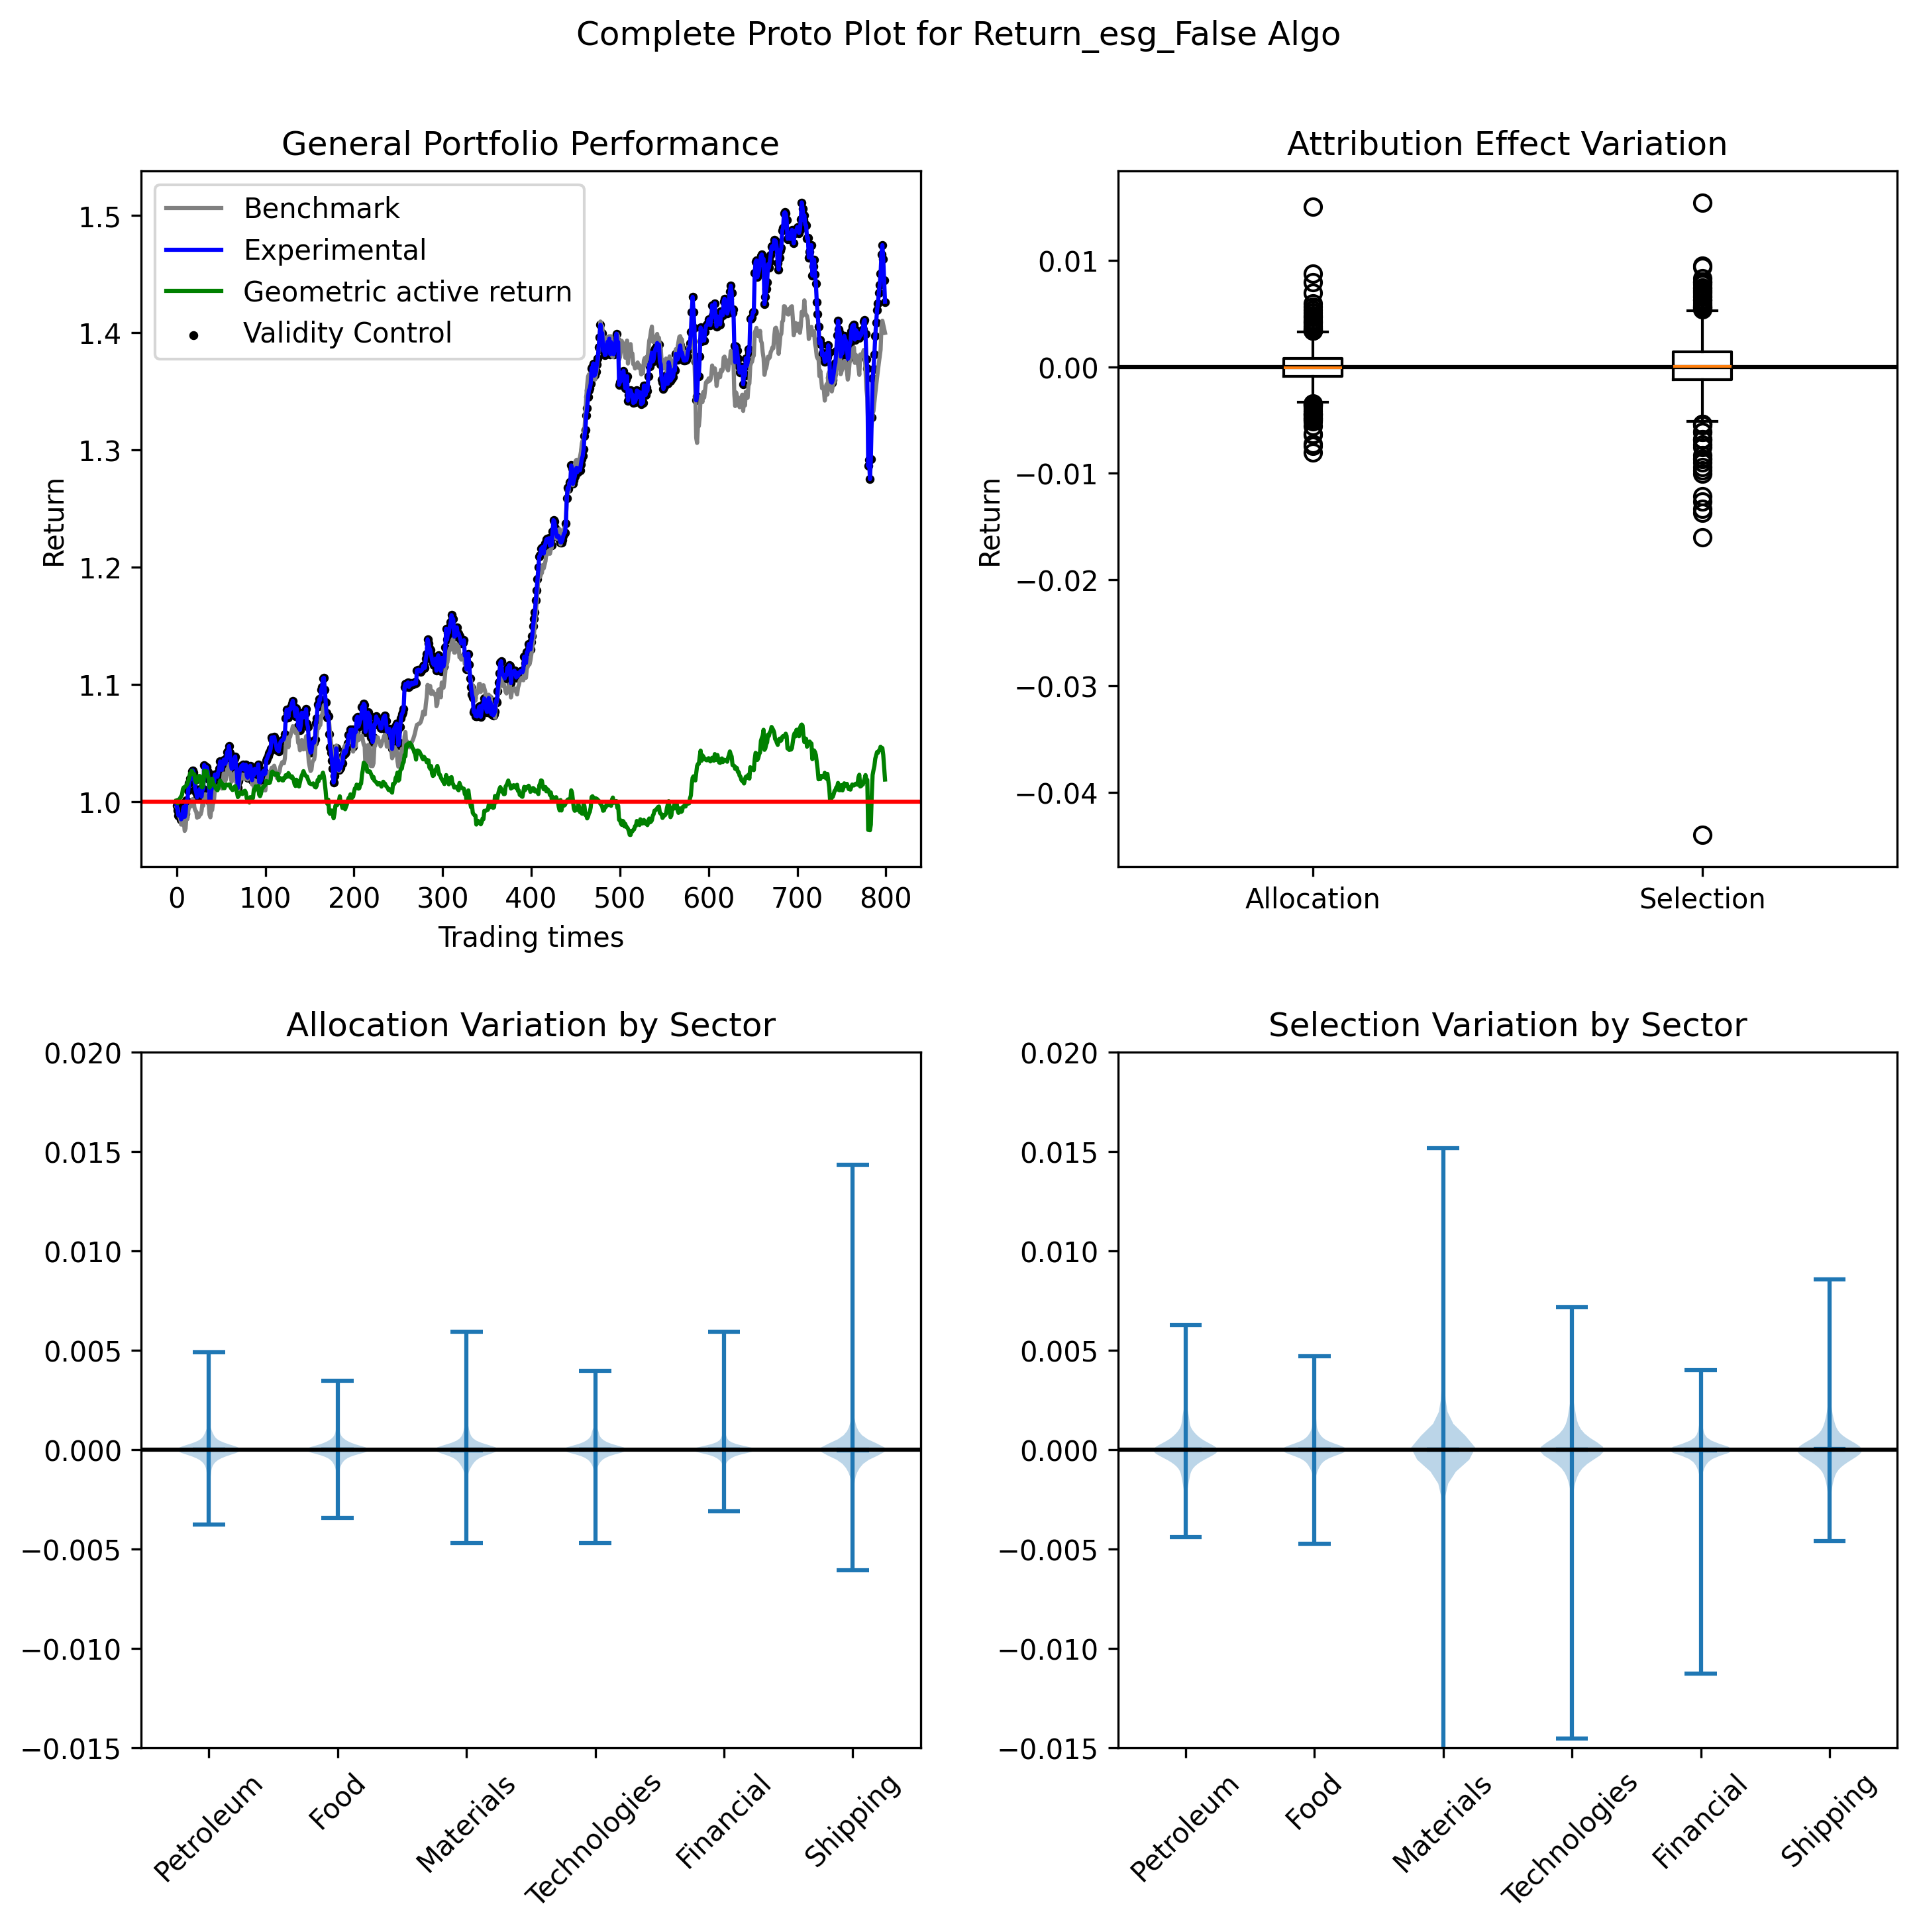 Complete Proto Plot for Return_esg_False Algo
General Portfolio Performance
Benchmark
Experimental
Geometric active return
Validity Control
1.5
1.4
1.3
1.2
1.1
1.0
Return
0 100 200 300 400 500 600 700 800
Trading times
Attribution Effect Variation
0.01
0.00
−0.01
−0.02
−0.03
−0.04
Return
Allocation Selection
Allocation Variation by Sector
0.020
0.015
0.010
0.005
0.000
−0.005
−0.010
−0.015
Petroleum Food Materials Technologies Financial Shipping
Selection Variation by Sector
0.020
0.015
0.010
0.005
0.000
−0.005
−0.010
−0.015
Petroleum Food Materials Technologies Financial Shipping